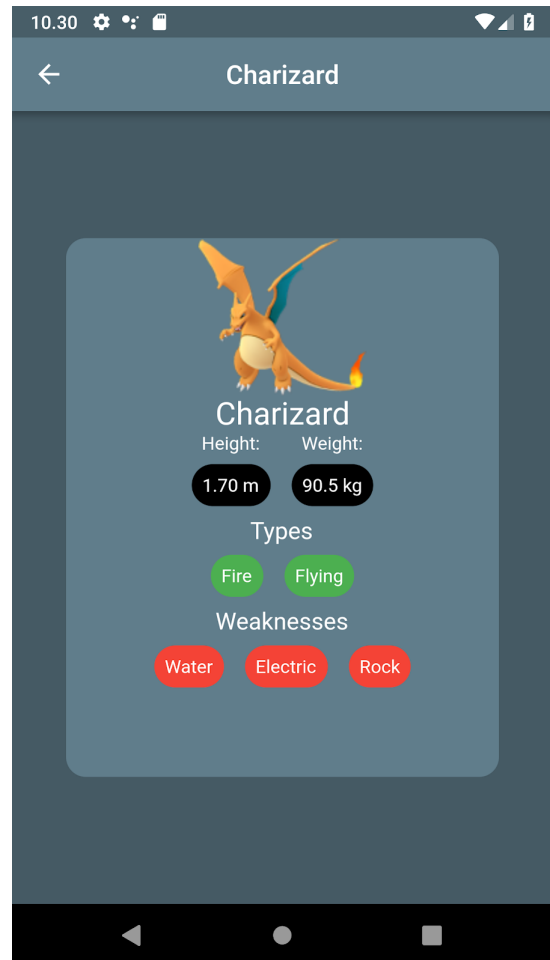 10.30
Charizard
Charizard
Height: Weight:
1.70 m 90.5 kg
Types
Fire Flying
Weaknesses
Water Electric Rock